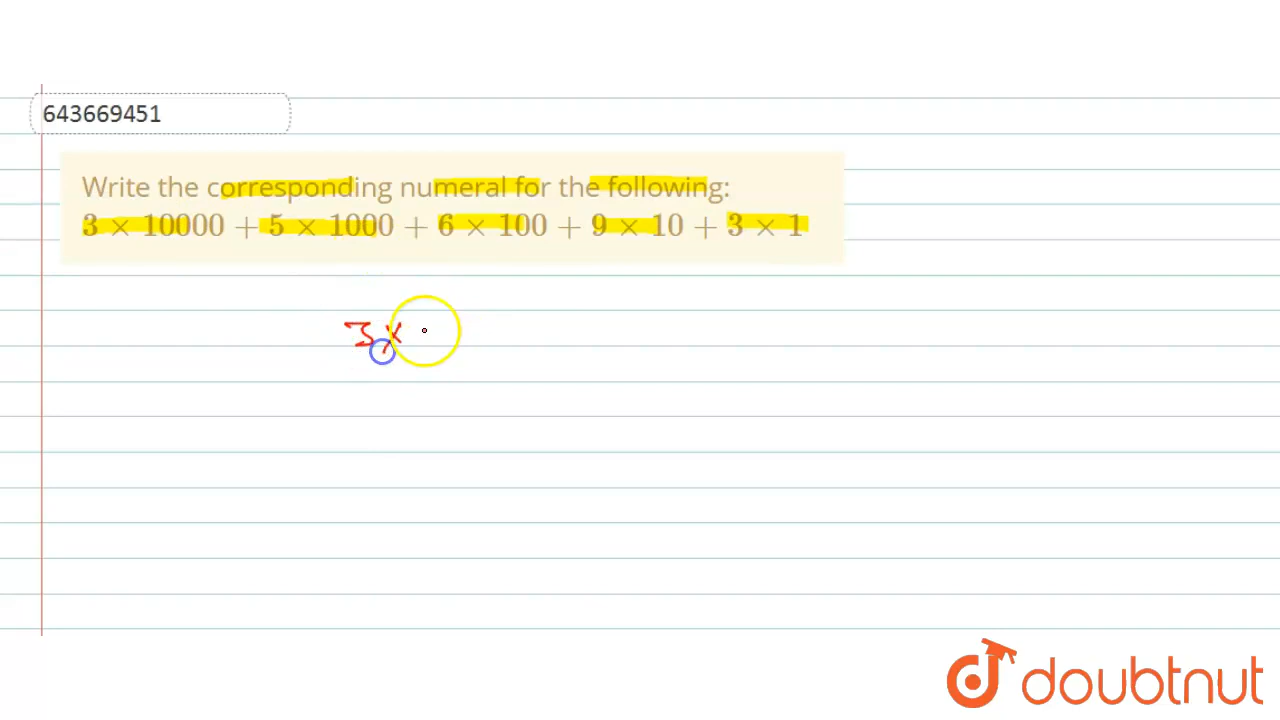 643669451
Write the corresponding numeral for the following:
3 × 10000 + 5 × 1000 + 6 × 100 + 9 × 10 + 3 × 1
3×
doubtnut